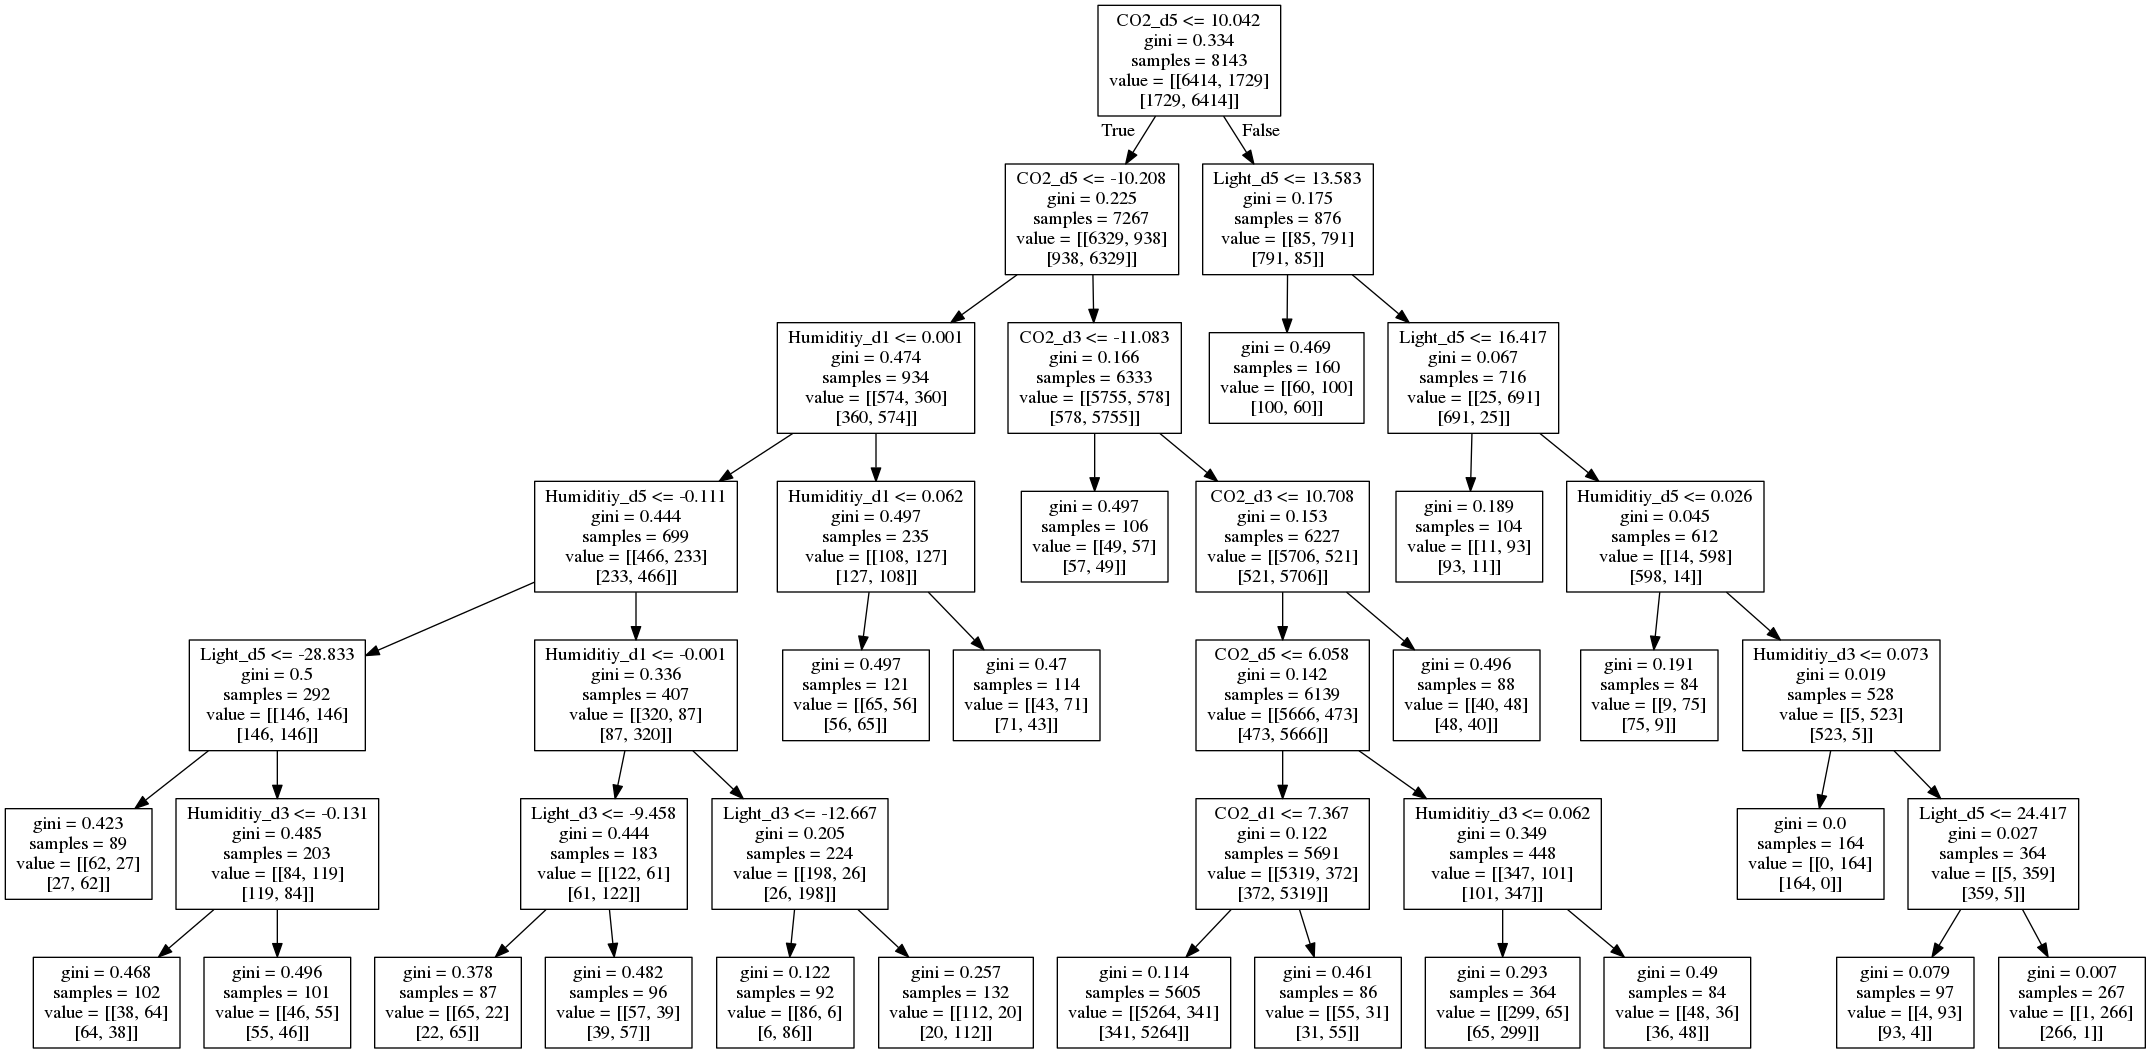 CO2_d5 <= 10.042
gini = 0.334
samples = 8143
value = [[6414, 1729]
[1729, 6414]]
True
False
CO2_d5 <= -10.208
gini = 0.225
samples = 7267
value = [[6329, 938]
[938, 6329]]
Light_d5 <= 13.583
gini = 0.175
samples = 876
value = [[85, 791]
[791, 85]]
Humiditiy_d1 <= 0.001
gini = 0.474
samples = 934
value = [[574, 360]
[360, 574]]
CO2_d3 <= -11.083
gini = 0.166
samples = 6333
value = [[5755, 578]
[578, 5755]]
gini = 0.469
samples = 160
value = [[60, 100]
[100, 60]]
Light_d5 <= 16.417
gini = 0.067
samples = 716
value = [[25, 691]
[691, 25]]
Humiditiy_d5 <= -0.111
gini = 0.444
samples = 699
value = [[466, 233]
[233, 466]]
Humiditiy_d1 <= 0.062
gini = 0.497
samples = 235
value = [[108, 127]
[127, 108]]
gini = 0.497
samples = 106
value = [[49, 57]
[57, 49]]
CO2_d3 <= 10.708
gini = 0.153
samples = 6227
value = [[5706, 521]
[521, 5706]]
gini = 0.189
samples = 104
value = [[11, 93]
[93, 11]]
Humiditiy_d5 <= 0.026
gini = 0.045
samples = 612
value = [[14, 598]
[598, 14]]
Light_d5 <= -28.833
gini = 0.5
samples = 292
value = [[146, 146]
[146, 146]]
Humiditiy_d1 <= -0.001
gini = 0.336
samples = 407
value = [[320, 87]
[87, 320]]
gini = 0.497
samples = 121
value = [[65, 56]
[56, 65]]
gini = 0.47
samples = 114
value = [[43, 71]
[71, 43]]
CO2_d5 <= 6.058
gini = 0.142
samples = 6139
value = [[5666, 473]
[473, 5666]]
gini = 0.496
samples = 88
value = [[40, 48]
[48, 40]]
gini = 0.191
samples = 84
value = [[9, 75]
[75, 9]]
Humiditiy_d3 <= 0.073
gini = 0.019
samples = 528
value = [[5, 523]
[523, 5]]
gini = 0.423
samples = 89
value = [[62, 27]
[27, 62]]
Humiditiy_d3 <= -0.131
gini = 0.485
samples = 203
value = [[84, 119]
[119, 84]]
Light_d3 <= -9.458
gini = 0.444
samples = 183
value = [[122, 61]
[61, 122]]
Light_d3 <= -12.667
gini = 0.205
samples = 224
value = [[198, 26]
[26, 198]]
CO2_d1 <= 7.367
gini = 0.122
samples = 5691
value = [[5319, 372]
[372, 5319]]
Humiditiy_d3 <= 0.062
gini = 0.349
samples = 448
value = [[347, 101]
[101, 347]]
gini = 0.0
samples = 164
value = [[0, 164]
[164, 0]]
Light_d5 <= 24.417
gini = 0.027
samples = 364
value = [[5, 359]
[359, 5]]
gini = 0.468
samples = 102
value = [[38, 64]
[64, 38]]
gini = 0.496
samples = 101
value = [[46, 55]
[55, 46]]
gini = 0.378
samples = 87
value = [[65, 22]
[22, 65]]
gini = 0.482
samples = 96
value = [[57, 39]
[39, 57]]
gini = 0.122
samples = 92
value = [[86, 6]
[6, 86]]
gini = 0.257
samples = 132
value = [[112, 20]
[20, 112]]
gini = 0.114
samples = 5605
value = [[5264, 341]
[341, 5264]]
gini = 0.461
samples = 86
value = [[55, 31]
[31, 55]]
gini = 0.293
samples = 364
value = [[299, 65]
[65, 299]]
gini = 0.49
samples = 84
value = [[48, 36]
[36, 48]]
gini = 0.079
samples = 97
value = [[4, 93]
[93, 4]]
gini = 0.007
samples = 267
value = [[1, 266]
[266, 1]]